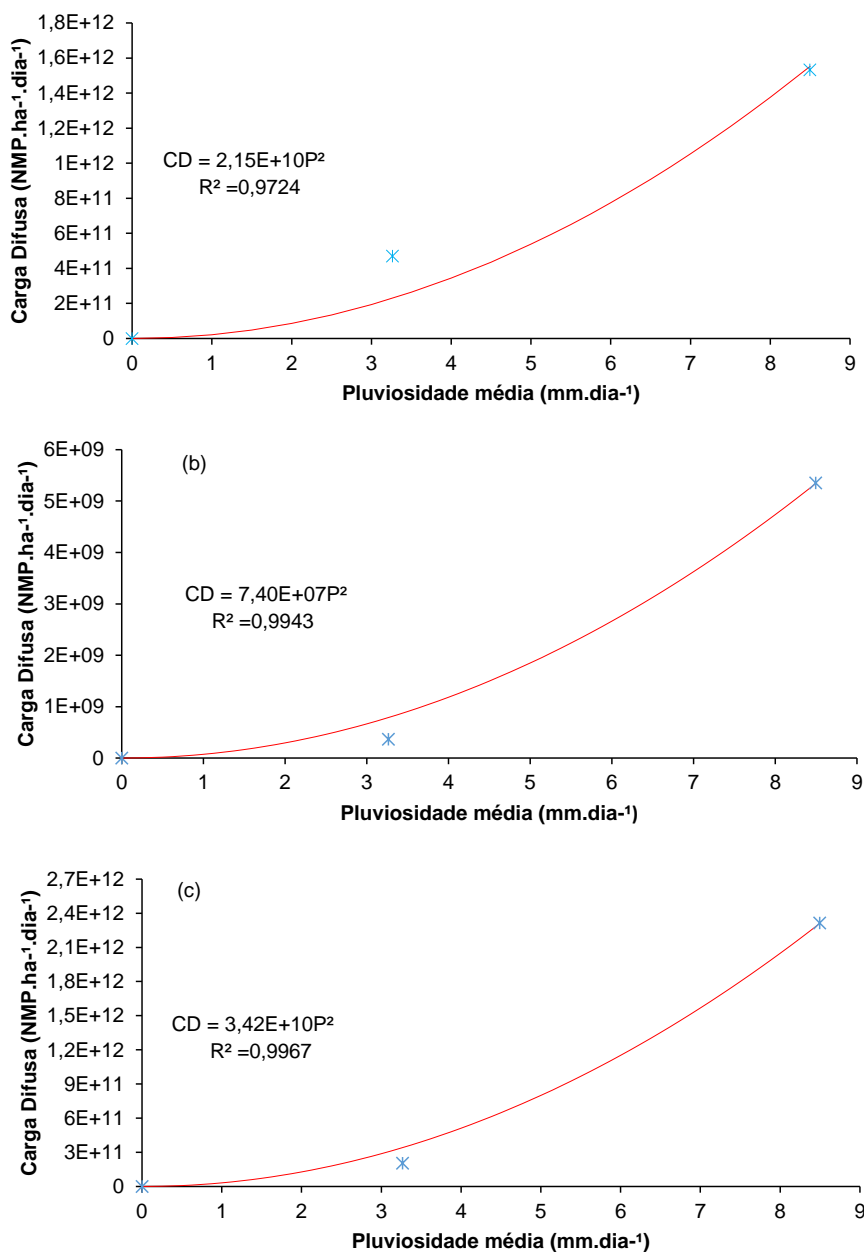 1,8E+12
1,6E+12
1,4E+12
1,2E+12
1E+12
8E+11
6E+11
4E+11
2E+11
0
Carga Difusa (NMP.ha-¹.dia-¹)
CD = 2,15E+10P²
R² =0,9724
0 1 2 3 4 5 6 7 8 9
Pluviosidade média (mm.dia-¹)
(b)
6E+09
5E+09
4E+09
3E+09
2E+09
1E+09
0
Carga Difusa (NMP.ha-¹.dia-¹)
CD = 7,40E+07P²
R² =0,9943
0 1 2 3 4 5 6 7 8 9
Pluviosidade média (mm.dia-¹)
(c)
2,7E+12
2,4E+12
2,1E+12
1,8E+12
1,5E+12
1,2E+12
9E+11
6E+11
3E+11
0
Carga Difusa (NMP.ha-¹.dia-¹)
CD = 3,42E+10P²
R² =0,9967
0 1 2 3 4 5 6 7 8 9
Pluviosidade média (mm.dia-¹)